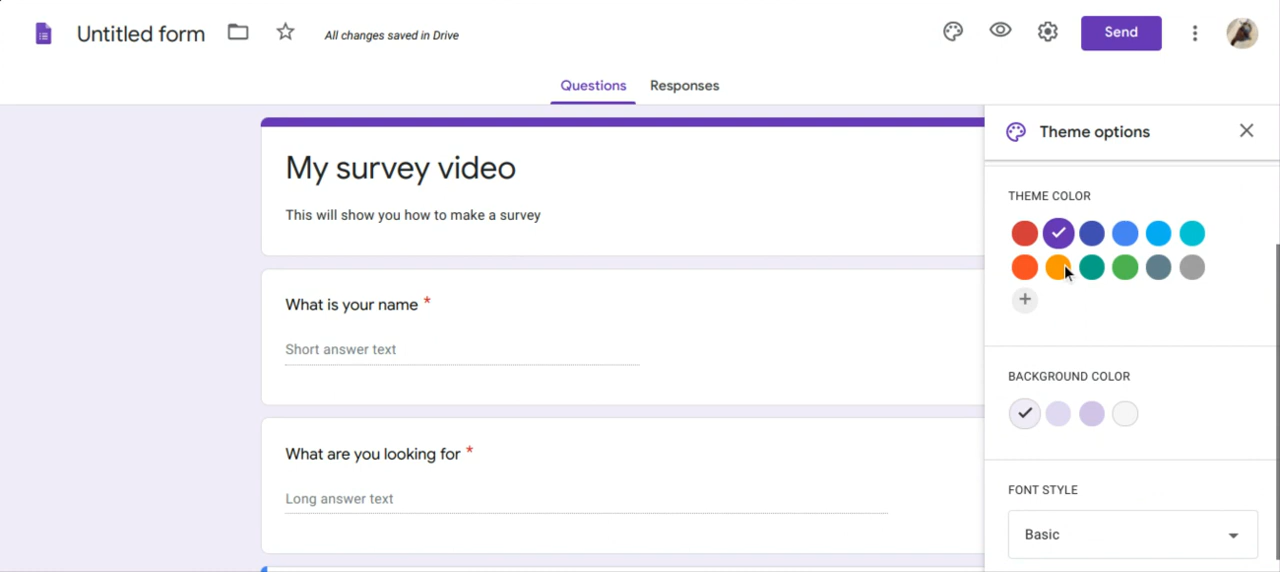 Untitled form
All changes saved in Drive
Send
Questions
Responses
Theme options
My survey video
This will show you how to make a survey
THEME COLOR
What is your name *
Short answer text
BACKGROUND COLOR
What are you looking for *
Long answer text
FONT STYLE
Basic